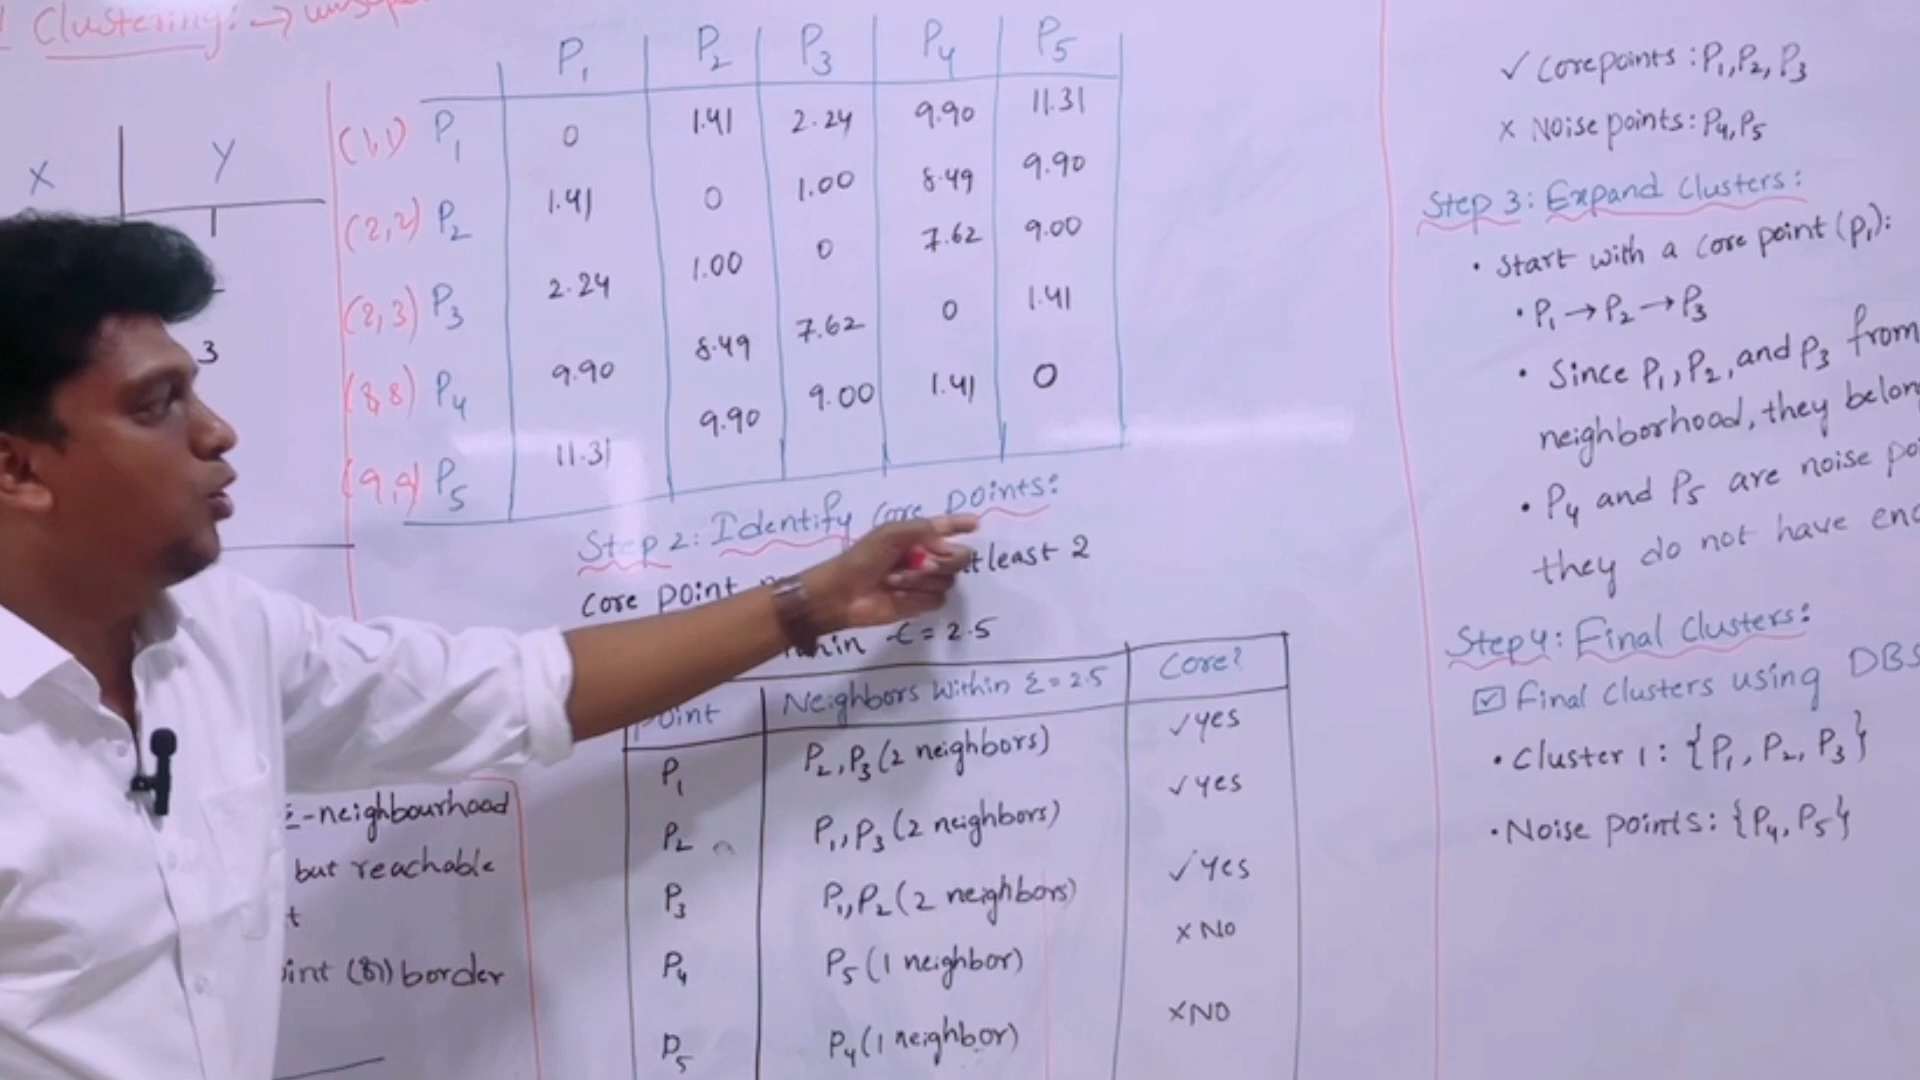 Clustering: →
X Y
3
P1 P2 P3 P4 P5
(1,1) P1 0 1.41 2.24 9.90 11.31
(2,2) P2 1.41 0 1.00 8.49 9.90
(2,3) P3 2.24 1.00 0 7.62 9.00
(8,8) P4 9.90 8.49 7.62 0 1.41
(9,9) P5 11.31 9.90 9.00 1.41 0
Step 2: Identify core points:
core point atleast 2
ε = 2.5
point Neighbors within ε = 2.5 Core?
P1 P2, P3 (2 neighbors) ✓ yes
P2 P1, P3 (2 neighbors) ✓ yes
P3 P1, P2 (2 neighbors) ✓ yes
P4 P5 (1 neighbor) x NO
P5 P4 (1 neighbor) x NO
ε-neighbourhood
but reachable
(8) border
✓ Core points: P1, P2, P3
x Noise points: P4, P5
Step 3: Expand Clusters:
• Start with a core point (P1):
• P1 → P2 → P3
• Since P1, P2, and P3 from
neighborhood, they
• P4 and P5 are noise
they do not have
Step 4: Final Clusters:
☑ Final Clusters using
• Cluster 1: {P1, P2, P3}
• Noise points: {P4, P5}